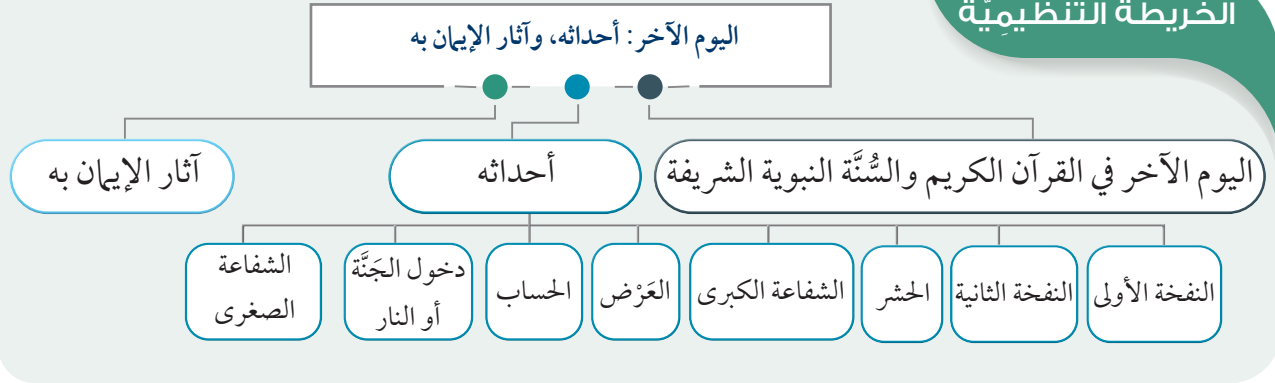 الخريطة التنظيميّة
اليوم الآخر: أحداثه، وآثار الإيمان به
اليوم الآخر في القرآن الكريم والسُّنَّة النبوية الشريفة
أحداثه
آثار الإيمان به
النفخة الأولى
النفخة الثانية
الحشر
الشفاعة الكبرى
العَرْض
الحساب
دخول الجَنَّة
أو النار
الشفاعة
الصغرى